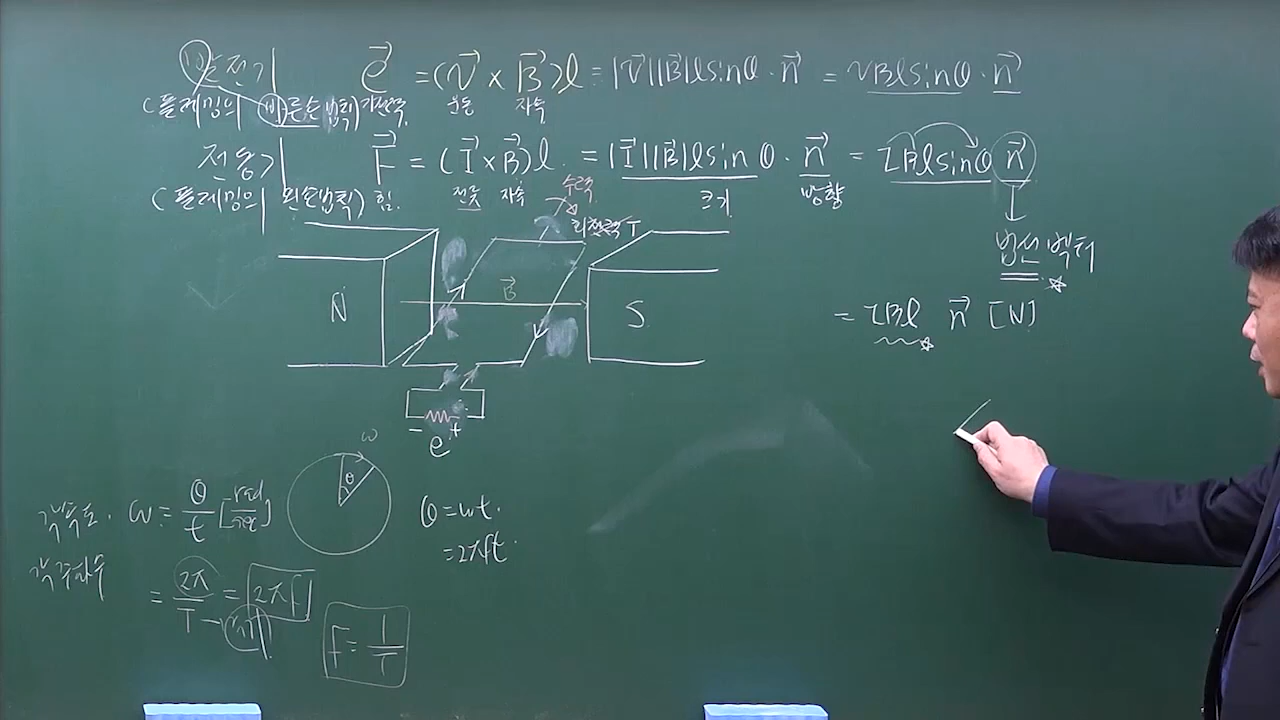 발전기 e⃗ = (v⃗ × B⃗)l = |v⃗||B⃗|l sinθ · n⃗ = vBl sinθ · n⃗
(플레밍의 오른손법칙) 기전력 운동 자속
전동기 F⃗ = (I⃗ × B⃗)l = |I⃗||B⃗|l sinθ · n⃗ = IBl sinθ n⃗
(플레밍의 왼손법칙) 힘 전류 자속 크기 방향
회전력 T
법선벡터
N B⃗ S
= IBl n⃗ [N]
- +
e
ω
θ
각속도 ω = θ/t [rad/sec] θ = ωt
각주파수 = 2πft
= 2π/T = 2πf
f = 1/T